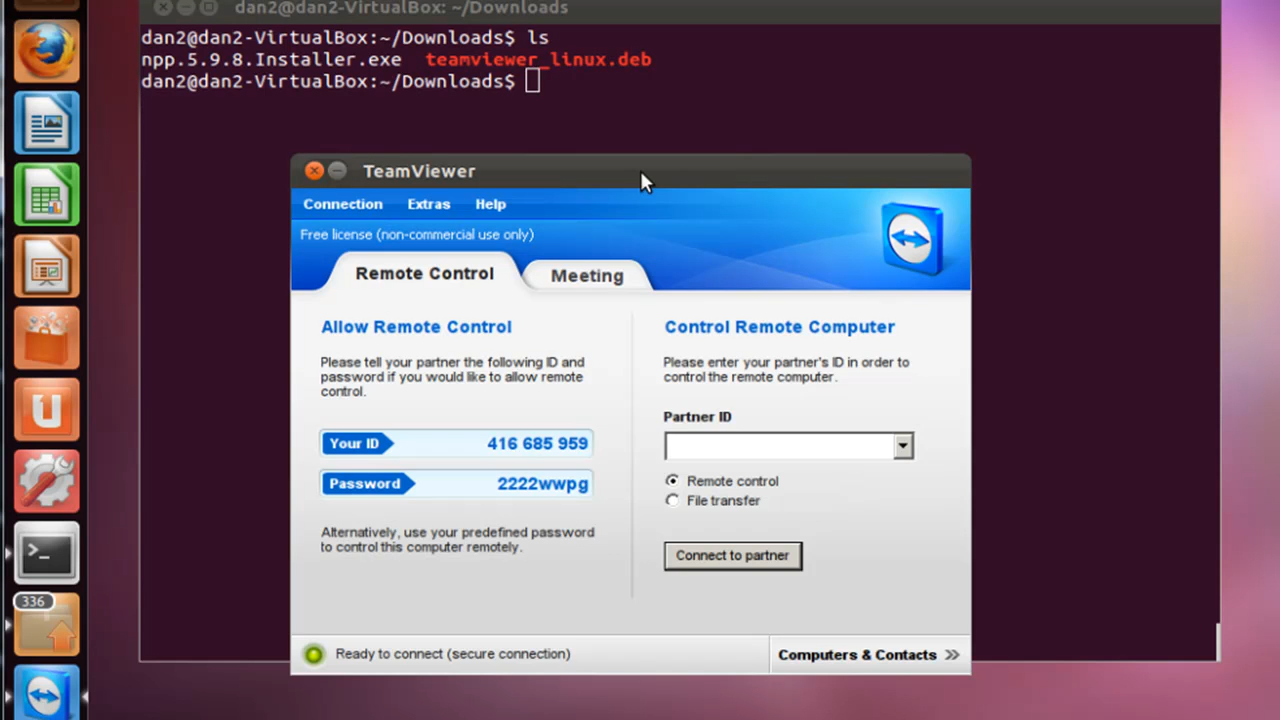 dan2@dan2-VirtualBox: ~/Downloads
dan2@dan2-VirtualBox:~/Downloads$ ls
npp.5.9.8.Installer.exe teamviewer_linux.deb
dan2@dan2-VirtualBox:~/Downloads$
TeamViewer
Connection Extras Help
Free license (non-commercial use only)
Remote Control Meeting
Allow Remote Control
Please tell your partner the following ID and
password if you would like to allow remote
control.
Your ID 416 685 959
Password 2222wwpg
Alternatively, use your predefined password
to control this computer remotely.
Control Remote Computer
Please enter your partner's ID in order to
control the remote computer.
Partner ID
Remote control
File transfer
Connect to partner
Ready to connect (secure connection)
Computers & Contacts >>
U
>_
336